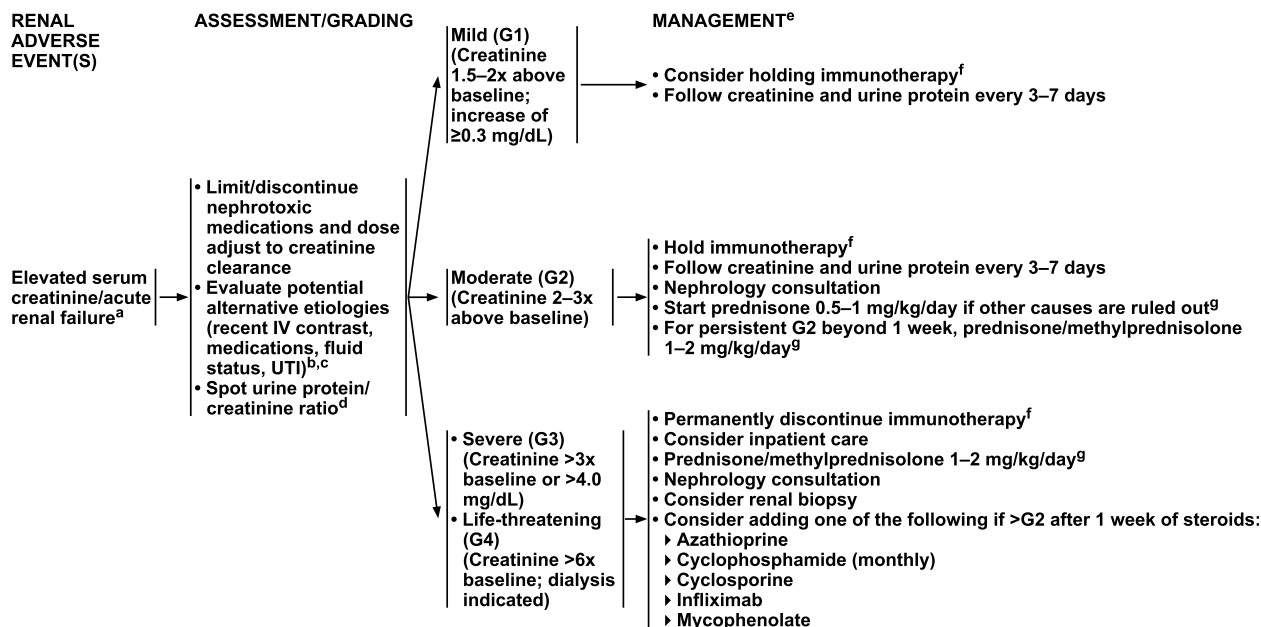 RENAL
ADVERSE
EVENT(S)
ASSESSMENT/GRADING
MANAGEMENTᵉ
Elevated serum
creatinine/acute
renal failureᵃ
• Limit/discontinue
nephrotoxic
medications and dose
adjust to creatinine
clearance
• Evaluate potential
alternative etiologies
(recent IV contrast,
medications, fluid
status, UTI)ᵇ,ᶜ
• Spot urine protein/
creatinine ratioᵈ
Mild (G1)
(Creatinine
1.5–2x above
baseline;
increase of
≥0.3 mg/dL)
• Consider holding immunotherapyᶠ
• Follow creatinine and urine protein every 3–7 days
Moderate (G2)
(Creatinine 2–3x
above baseline)
• Hold immunotherapyᶠ
• Follow creatinine and urine protein every 3–7 days
• Nephrology consultation
• Start prednisone 0.5–1 mg/kg/day if other causes are ruled outᵍ
• For persistent G2 beyond 1 week, prednisone/methylprednisolone
1–2 mg/kg/dayᵍ
• Severe (G3)
(Creatinine >3x
baseline or >4.0
mg/dL)
• Life-threatening
(G4)
(Creatinine >6x
baseline; dialysis
indicated)
• Permanently discontinue immunotherapyᶠ
• Consider inpatient care
• Prednisone/methylprednisolone 1–2 mg/kg/dayᵍ
• Nephrology consultation
• Consider renal biopsy
• Consider adding one of the following if >G2 after 1 week of steroids:
▸ Azathioprine
▸ Cyclophosphamide (monthly)
▸ Cyclosporine
▸ Infliximab
▸ Mycophenolate